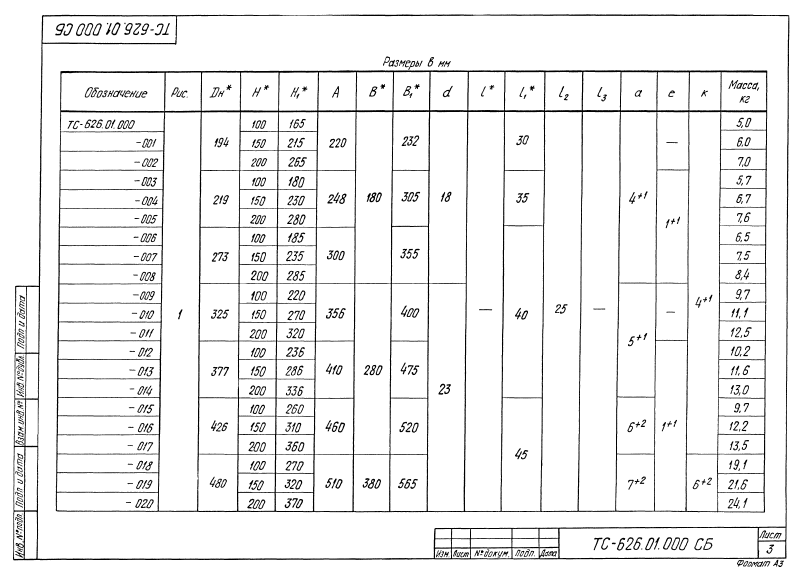 ТС-626.01.000 СБ
Размеры в мм
Обозначение Рис. Dн* H* H₁* A B* B₁* d l* l₁* l₂ l₃ a e к Масса, кг
ТС-626.01.000 1 194 100 165 220 180 232 18 — 30 25 — 4+1 — 4+1 5,0
-001 150 215 6,0
-002 200 265 7,0
-003 219 100 180 248 305 35 1+1 5,7
-004 150 230 6,7
-005 200 280 7,6
-006 273 100 185 300 355 40 6,5
-007 150 235 7,5
-008 200 285 8,4
-009 325 100 220 356 280 400 23 5+1 — 9,7
-010 150 270 11,1
-011 200 320 12,5
-012 377 100 236 410 475 1+1 10,2
-013 150 286 11,6
-014 200 336 13,0
-015 426 100 260 460 520 45 6+2 9,7
-016 150 310 12,2
-017 200 360 13,5
-018 480 100 270 510 380 565 7+2 6+2 19,1
-019 150 320 21,6
-020 200 370 24,1
Инв. № подл. Подп и дата Взам инв. № Инв. № дубл. Подп и дата
Изм Лист № докум. Подп. Дата
ТС-626.01.000 СБ
Лист
3
Формат А3